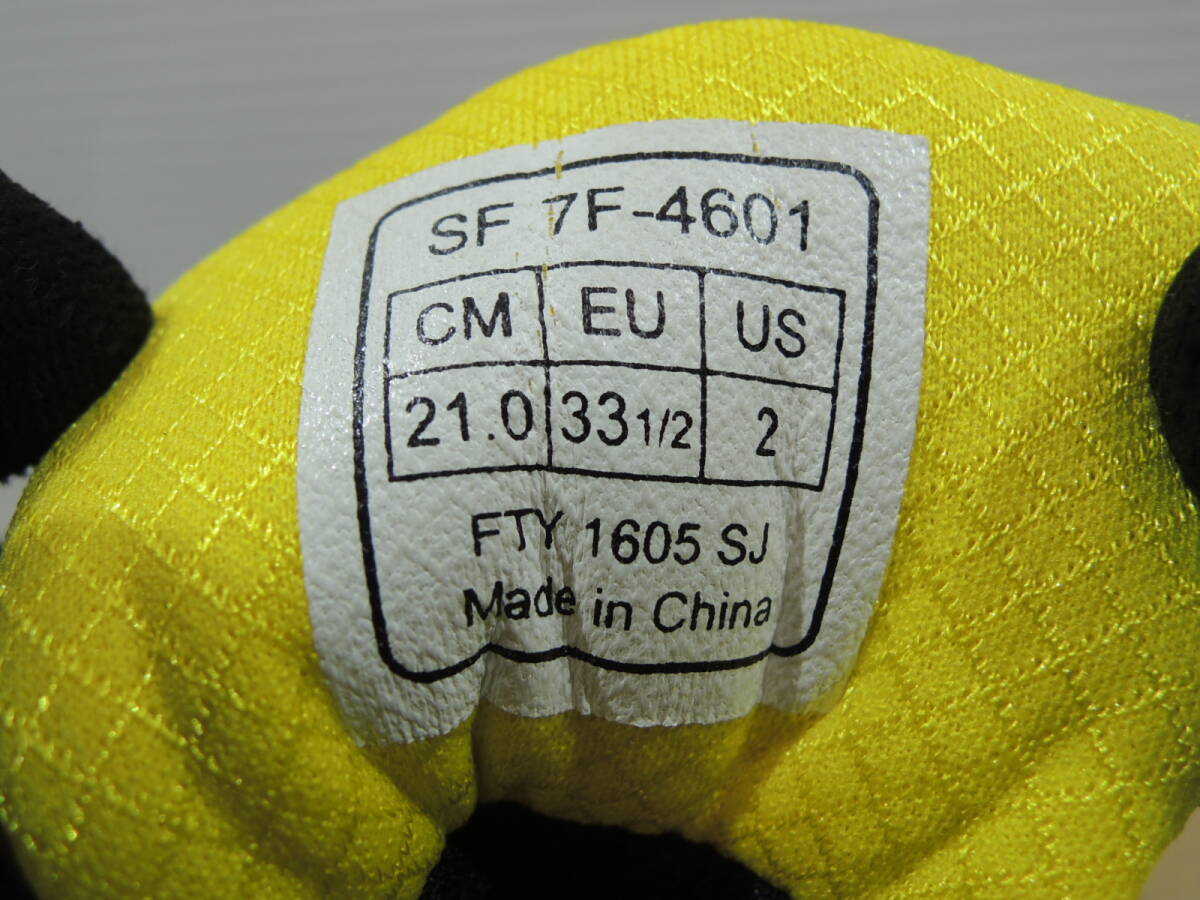 SF 7F-4601
CM EU US
21.0 33 1/2 2
FTY 1605 SJ
Made in China